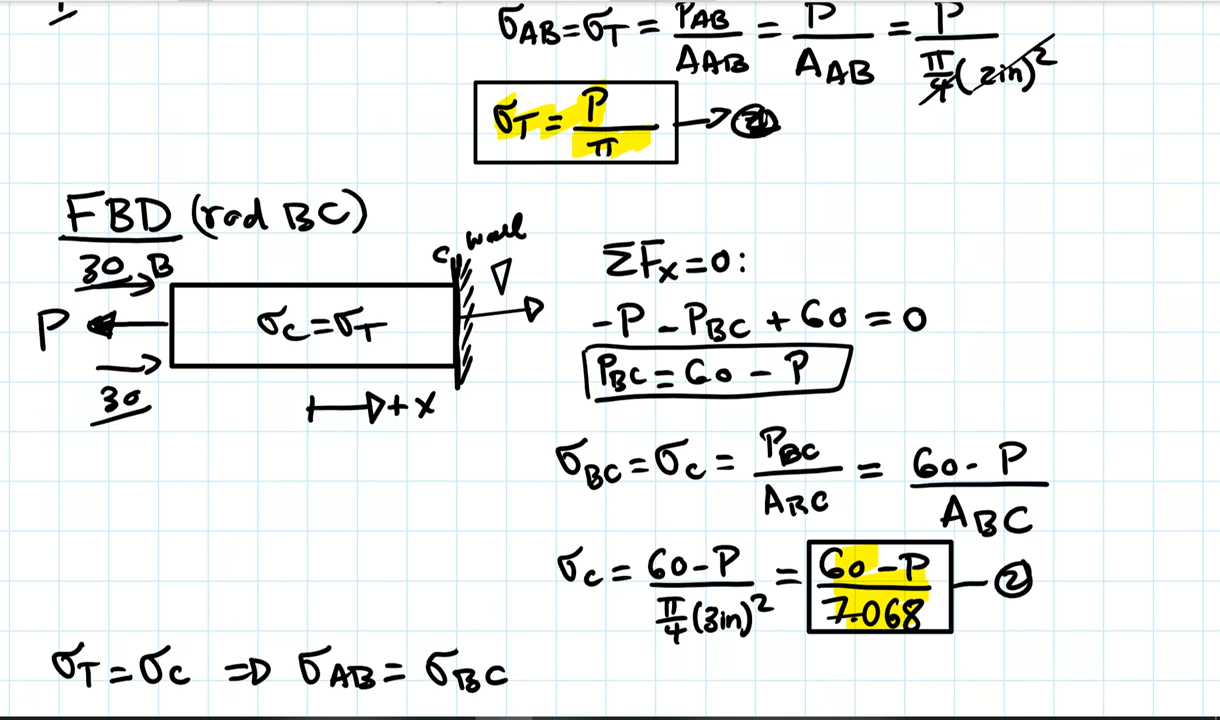 σAB = σT = PAB/AAB = P/AAB = P/(π/4 (2in)²)
σT = P/π →
FBD (rod BC)
30 B C wall
P σC = σT
30 + x
ΣFx = 0:
-P - PBC + 60 = 0
PBC = 60 - P
σBC = σC = PBC/ABC = 60 - P/ABC
σC = 60 - P/(π/4 (3in)²) = 60 - P/7.068 — ②
σT = σC ⇒ σAB = σBC